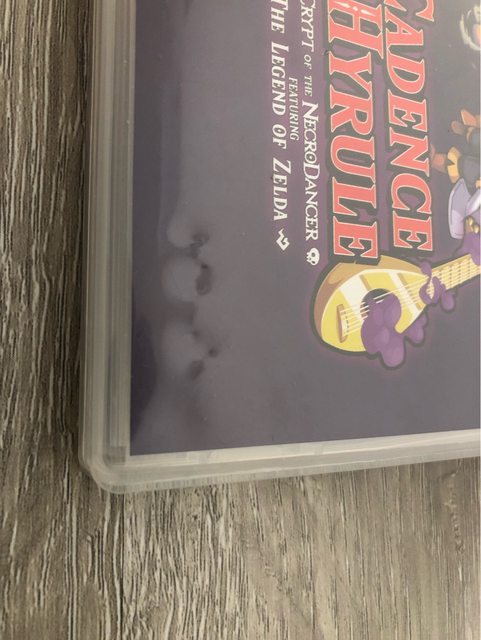 CADENCE
HYRULE
CRYPT OF THE NECRODANCER
FEATURING
THE LEGEND OF ZELDA